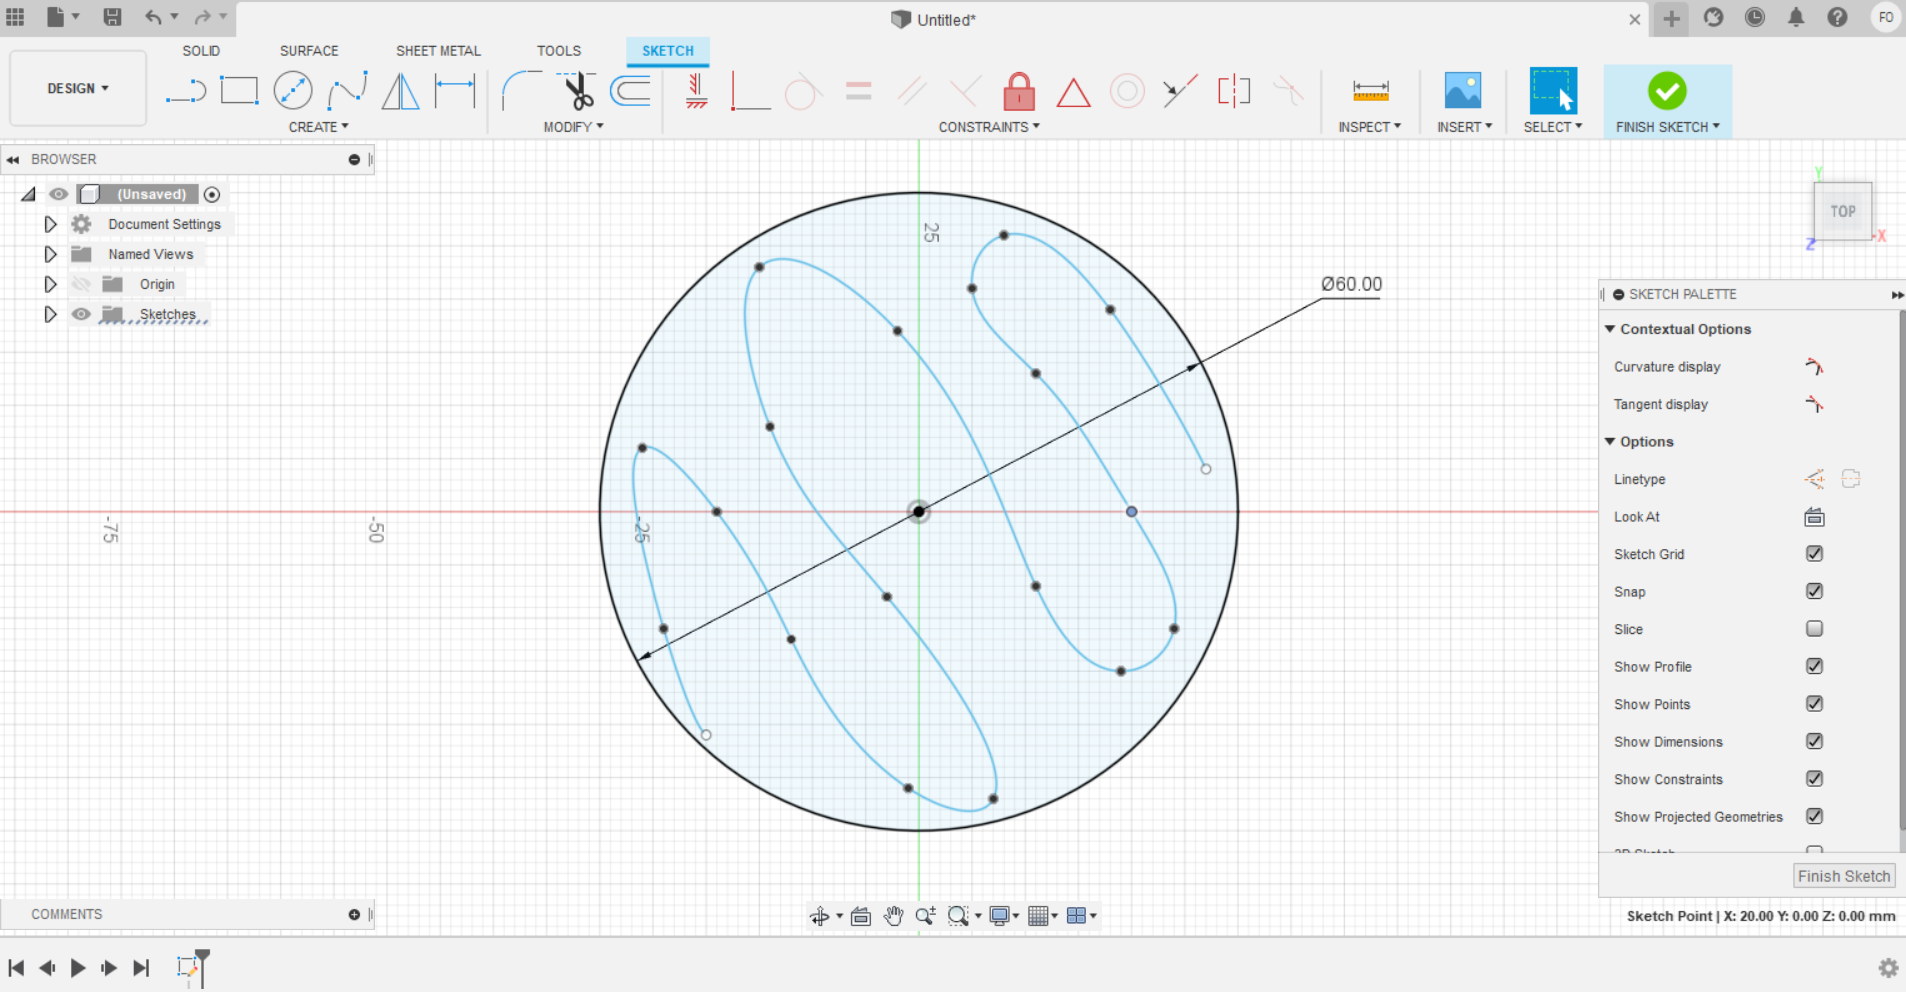 Untitled*
FO
DESIGN
SOLID
SURFACE
SHEET METAL
TOOLS
SKETCH
CREATE
MODIFY
CONSTRAINTS
INSPECT
INSERT
SELECT
FINISH SKETCH
BROWSER
(Unsaved)
Document Settings
Named Views
Origin
Sketches
Y
TOP
Z
X
25
Ø60.00
-75
-50
-25
SKETCH PALETTE
Contextual Options
Curvature display
Tangent display
Options
Linetype
Look At
Sketch Grid
Snap
Slice
Show Profile
Show Points
Show Dimensions
Show Constraints
Show Projected Geometries
3D Sketch
Finish Sketch
COMMENTS
Sketch Point | X: 20.00 Y: 0.00 Z: 0.00 mm